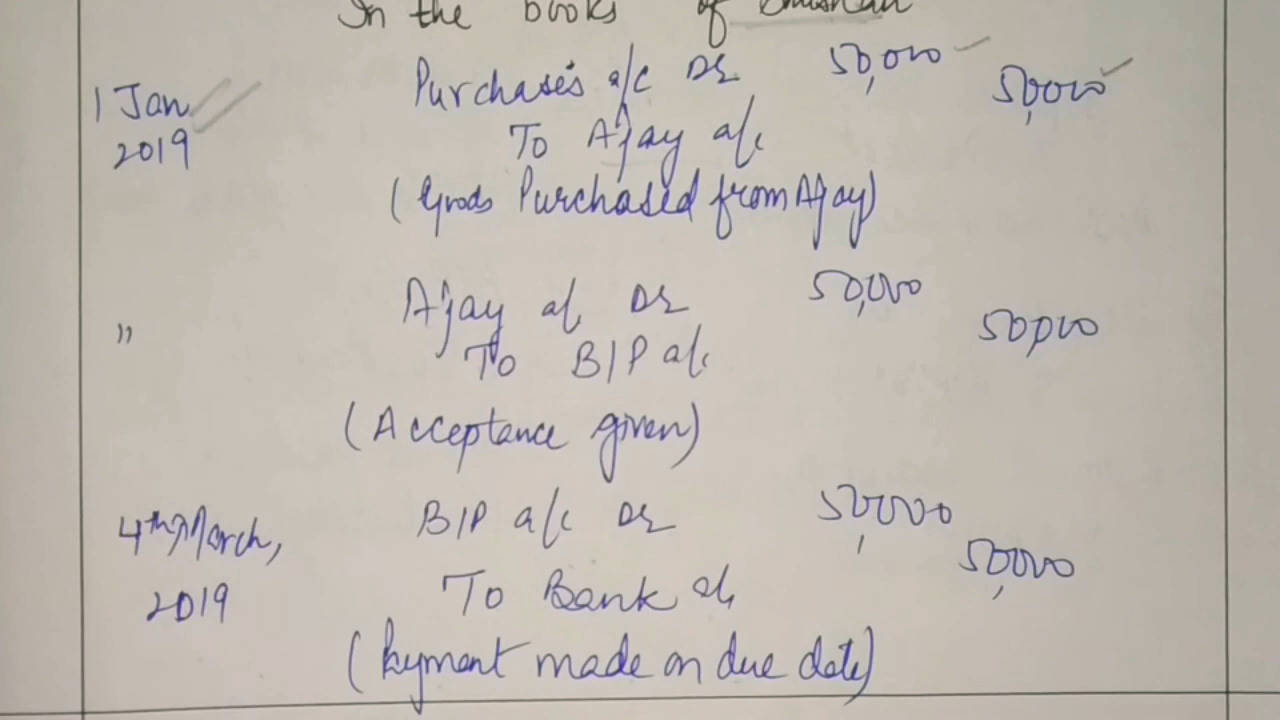 In the books of
Purchases a/c Dr 50,000
1 Jan 50,000
2019 To Ajay a/c
(Goods Purchased from Ajay)
Ajay a/c Dr 50,000
" 50,000
To B/P a/c
(Acceptance given)
4th March, B/P a/c Dr 50,000
50,000
2019 To Bank a/c
(Payment made on due date)